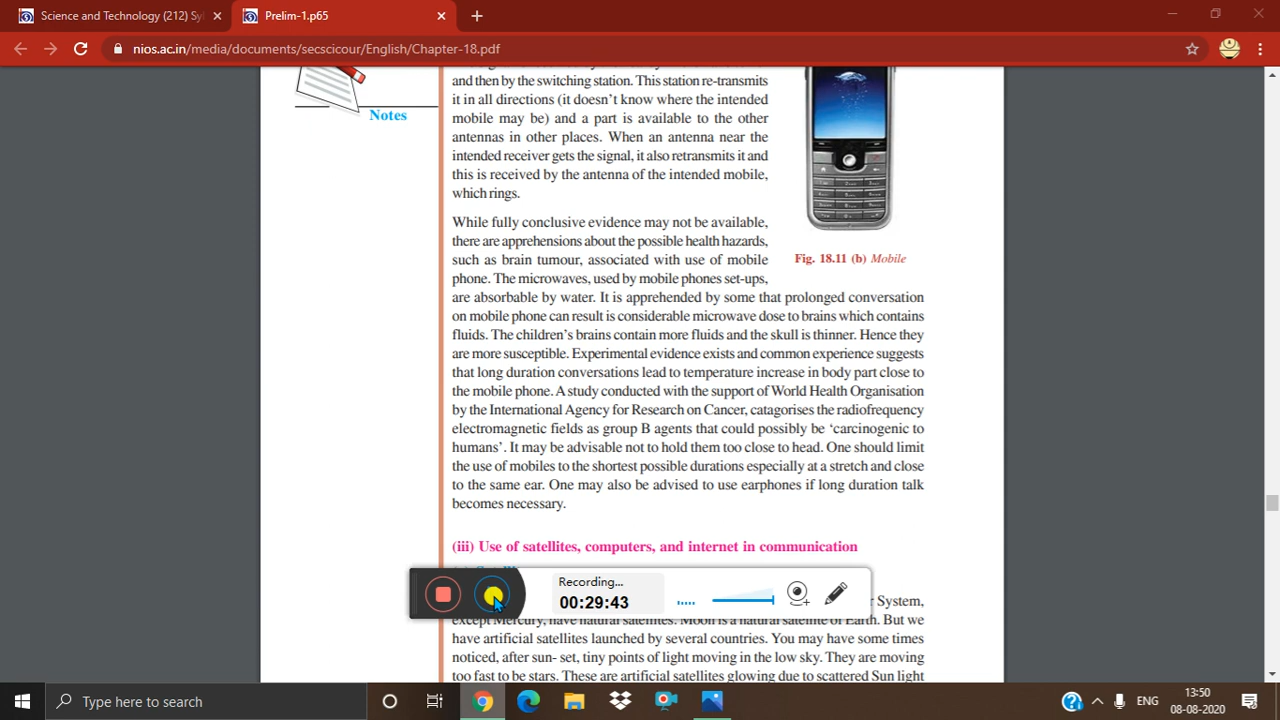 Science and Technology (212) Syl
Prelim-1.p65
nios.ac.in/media/documents/secscicour/English/Chapter-18.pdf
Notes
and then by the switching station. This station re-transmits
it in all directions (it doesn't know where the intended
mobile may be) and a part is available to the other
antennas in other places. When an antenna near the
intended receiver gets the signal, it also retransmits it and
this is received by the antenna of the intended mobile,
which rings.
While fully conclusive evidence may not be available,
there are apprehensions about the possible health hazards,
such as brain tumour, associated with use of mobile
phone. The microwaves, used by mobile phones set-ups,
Fig. 18.11 (b) Mobile
are absorbable by water. It is apprehended by some that prolonged conversation
on mobile phone can result is considerable microwave dose to brains which contains
fluids. The children's brains contain more fluids and the skull is thinner. Hence they
are more susceptible. Experimental evidence exists and common experience suggests
that long duration conversations lead to temperature increase in body part close to
the mobile phone. A study conducted with the support of World Health Organisation
by the International Agency for Research on Cancer, catagorises the radiofrequency
electromagnetic fields as group B agents that could possibly be 'carcinogenic to
humans'. It may be advisable not to hold them too close to head. One should limit
the use of mobiles to the shortest possible durations especially at a stretch and close
to the same ear. One may also be advised to use earphones if long duration talk
becomes necessary.
(iii) Use of satellites, computers, and internet in communication
Recording...
00:29:43
System,
except Mercury, have natural satellites. Moon is a natural satellite of Earth. But we
have artificial satellites launched by several countries. You may have some times
noticed, after sun- set, tiny points of light moving in the low sky. They are moving
too fast to be stars. These are artificial satellites glowing due to scattered Sun light
Type here to search
ENG
13:50
08-08-2020